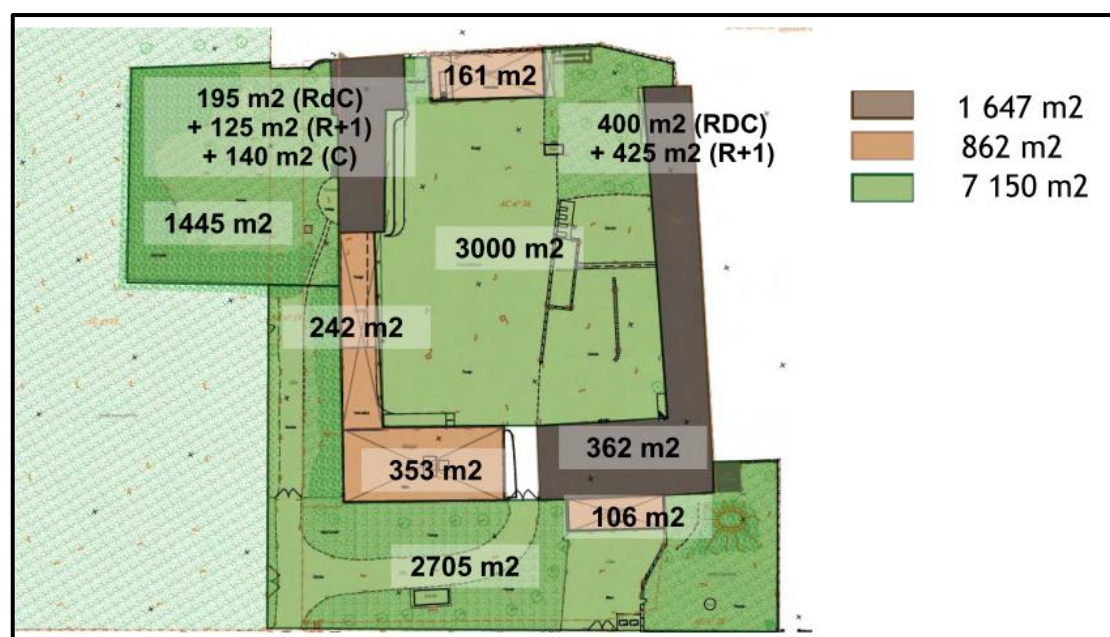 161 m2
195 m2 (RdC)
+ 125 m2 (R+1)
+ 140 m2 (C)
400 m2 (RDC)
+ 425 m2 (R+1)
1445 m2
3000 m2
242 m2
353 m2
362 m2
106 m2
2705 m2
1 647 m2
862 m2
7 150 m2